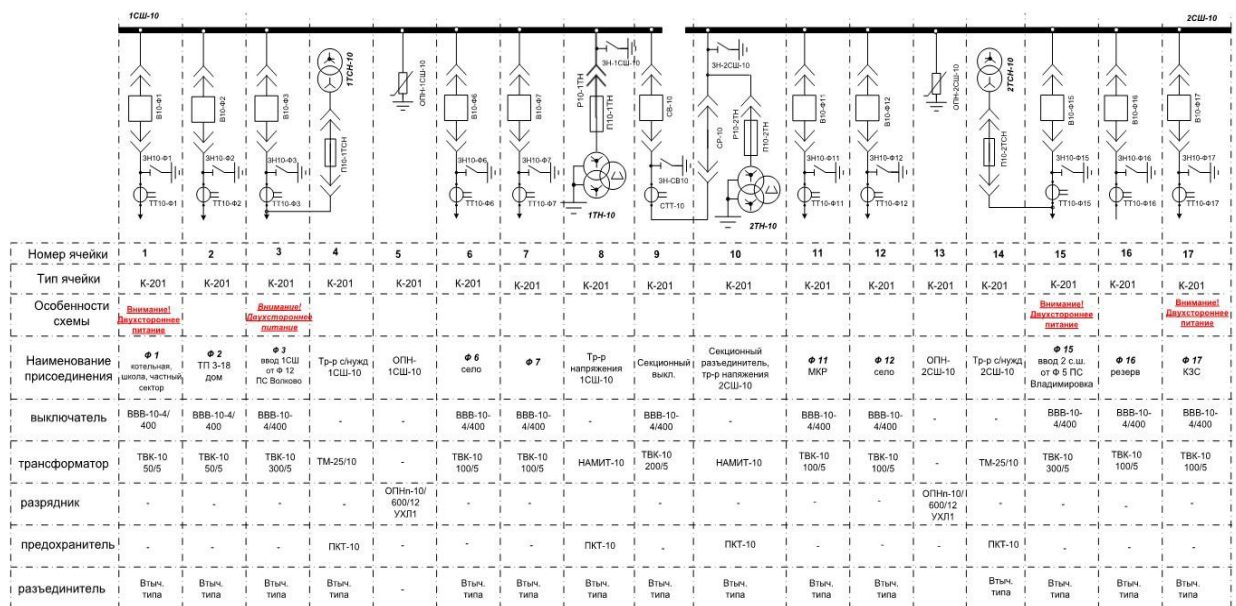 1СШ-10
2СШ-10
В10-Ф1
ЗН10-Ф1
ТТ10-Ф1
В10-Ф2
ЗН10-Ф2
ТТ10-Ф2
В10-Ф3
ЗН10-Ф3
ТТ10-Ф3
1ТСН-10
П10-1ТСН
ОПН-1СШ-10
В10-Ф6
ЗН10-Ф6
ТТ10-Ф6
В10-Ф7
ЗН10-Ф7
ТТ10-Ф7
ЗН-1СШ-10
Р10-1ТН
П10-1ТН
1ТН-10
СВ-10
ЗН-СВ10
СТТ-10
ЗН-2СШ-10
СР-10
Р10-2ТН
П10-2ТН
2ТН-10
В10-Ф11
ЗН10-Ф11
ТТ10-Ф11
В10-Ф12
ЗН10-Ф12
ТТ10-Ф12
ОПН-2СШ-10
2ТСН-10
П10-2ТСН
В10-Ф15
ЗН10-Ф15
ТТ10-Ф15
В10-Ф16
ЗН10-Ф16
ТТ10-Ф16
В10-Ф17
ЗН10-Ф17
ТТ10-Ф17
Номер ячейки 1 2 3 4 5 6 7 8 9 10 11 12 13 14 15 16 17
Тип ячейки К-201 К-201 К-201 К-201 К-201 К-201 К-201 К-201 К-201 К-201 К-201 К-201 К-201 К-201 К-201 К-201 К-201
Особенности
схемы
Внимание!
Двухстороннее
питание
Внимание!
Двухстороннее
питание
Внимание!
Двухстороннее
питание
Внимание!
Двухстороннее
питание
Наименование
присоединения
Ф 1
котельная,
школа, частный
сектор
Ф 2
ТП 3-18
дом
Ф 3
ввод 1СШ
от Ф 12
ПС Волково
Тр-р с/нужд
1СШ-10
ОПН-
1СШ-10
Ф 6
село
Ф 7
Тр-р
напряжения
1СШ-10
Секционный
выкл.
Секционный
разъединитель,
тр-р напяжения
2СШ-10
Ф 11
МКР
Ф 12
село
ОПН-
2СШ-10
Тр-р с/нужд
2СШ-10
Ф 15
ввод 2 с.ш.
от Ф 5 ПС
Владимировка
Ф 16
резерв
Ф 17
КЗС
выключатель
ВВВ-10-4/
400
ВВВ-10-4/
400
ВВВ-10-
4/400
-
-
ВВВ-10-
4/400
ВВВ-10-
4/400
-
ВВВ-10-
4/400
-
ВВВ-10-
4/400
ВВВ-10-
4/400
-
-
ВВВ-10-
4/400
ВВВ-10-
4/400
ВВВ-10-
4/400
трансформатор
ТВК-10
50/5
ТВК-10
50/5
ТВК-10
300/5
ТМ-25/10
-
ТВК-10
100/5
ТВК-10
100/5
НАМИТ-10
ТВК-10
200/5
НАМИТ-10
ТВК-10
100/5
ТВК-10
100/5
-
ТМ-25/10
ТВК-10
300/5
ТВК-10
100/5
ТВК-10
100/5
разрядник
- - - -
ОПНп-10/
600/12
УХЛ1
- - - - - - -
ОПНп-10/
600/12
УХЛ1
- - - -
предохранитель - - - ПКТ-10 - - - ПКТ-10 - ПКТ-10 - - - ПКТ-10 - - -
разъединитель
Втыч.
типа
Втыч.
типа
Втыч.
типа
Втыч.
типа
-
Втыч.
типа
Втыч.
типа
Втыч.
типа
Втыч.
типа
Втыч.
типа
Втыч.
типа
Втыч.
типа
-
Втыч.
типа
Втыч.
типа
Втыч.
типа
Втыч.
типа